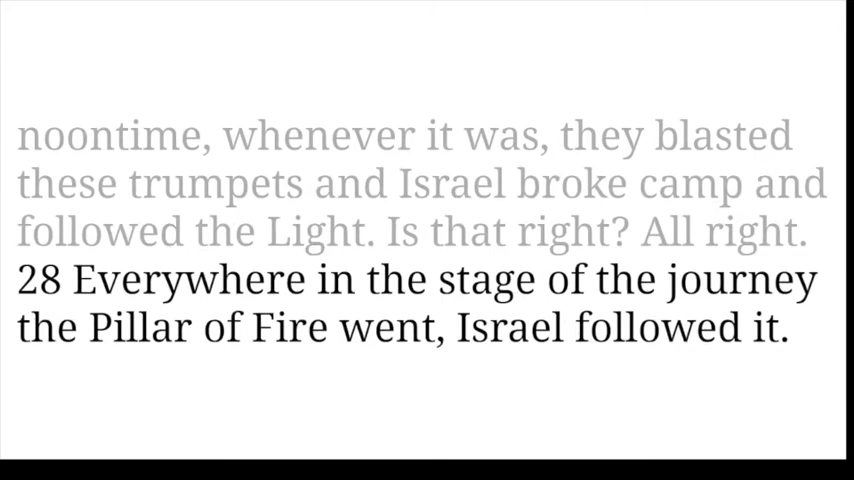 noontime, whenever it was, they blasted
these trumpets and Israel broke camp and
followed the Light. Is that right? All right.
28 Everywhere in the stage of the journey
the Pillar of Fire went, Israel followed it.